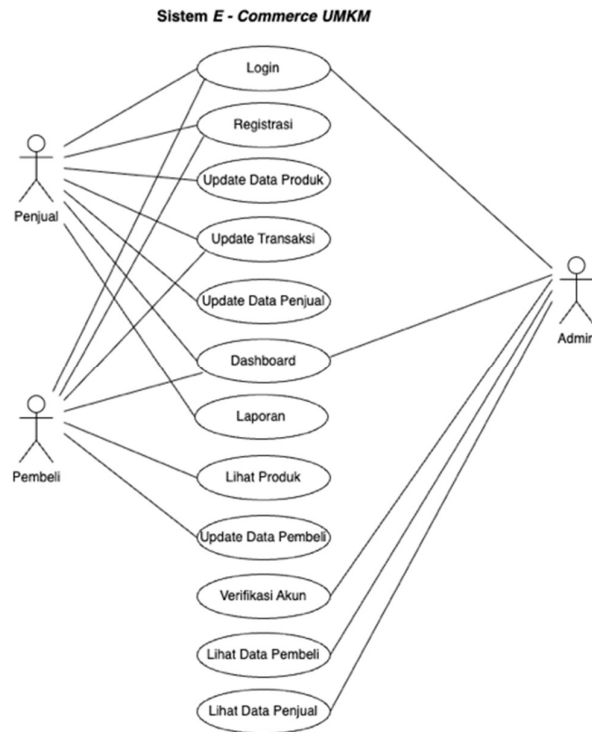 Sistem E - Commerce UMKM
Login
Registrasi
Update Data Produk
Penjual
Update Transaksi
Update Data Penjual
Admin
Dashboard
Laporan
Pembeli
Lihat Produk
Update Data Pembeli
Verifikasi Akun
Lihat Data Pembeli
Lihat Data Penjual